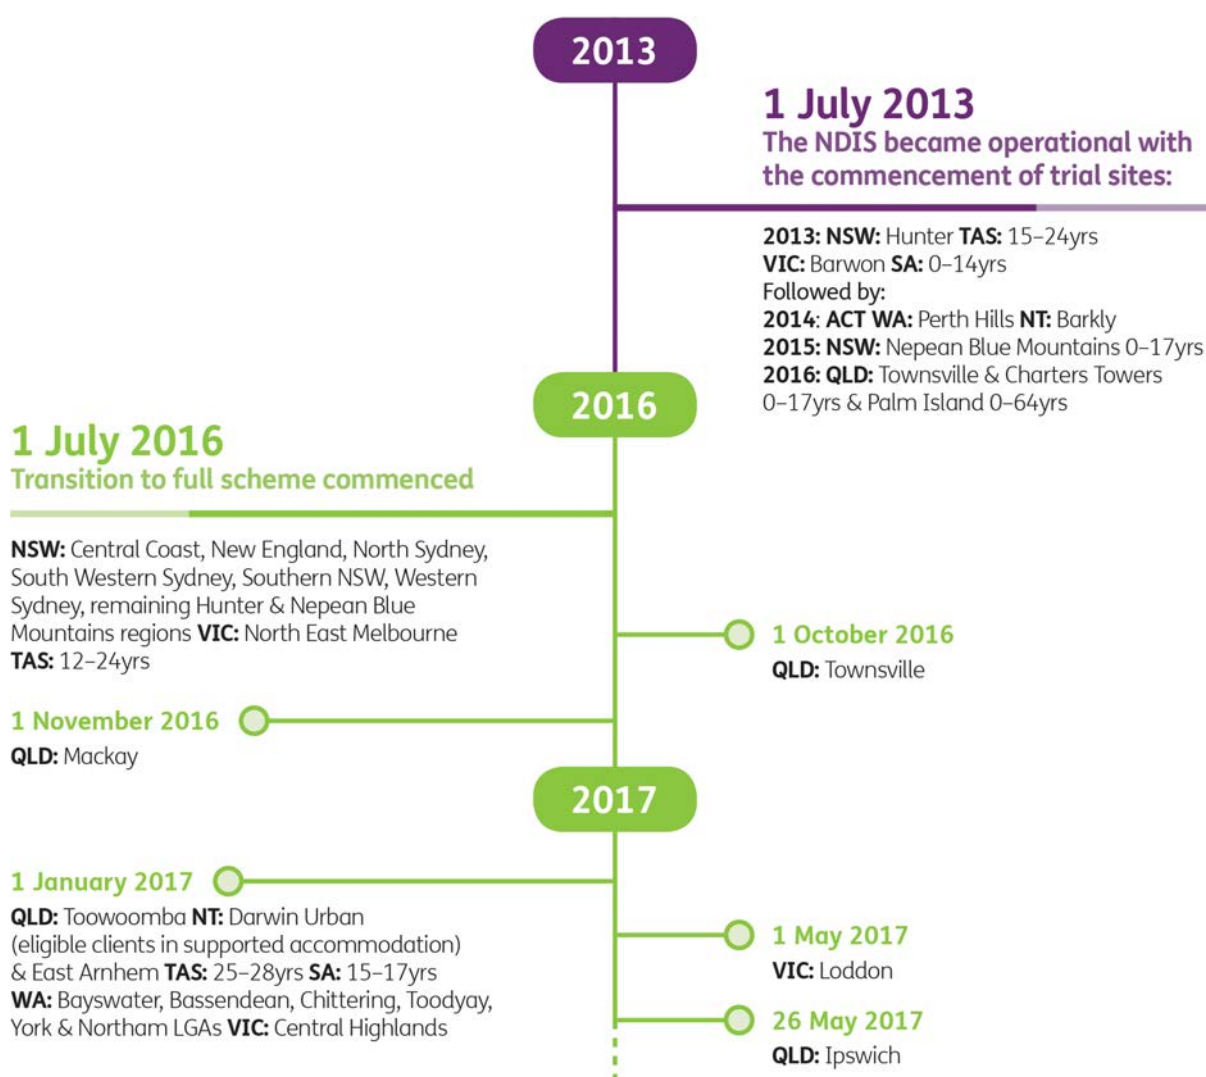 2013
1 July 2013
The NDIS became operational with
the commencement of trial sites:
2013: NSW: Hunter TAS: 15–24yrs
VIC: Barwon SA: 0–14yrs
Followed by:
2014: ACT WA: Perth Hills NT: Barkly
2015: NSW: Nepean Blue Mountains 0–17yrs
2016: QLD: Townsville & Charters Towers
0–17yrs & Palm Island 0–64yrs
2016
1 July 2016
Transition to full scheme commenced
NSW: Central Coast, New England, North Sydney,
South Western Sydney, Southern NSW, Western
Sydney, remaining Hunter & Nepean Blue
Mountains regions VIC: North East Melbourne
TAS: 12–24yrs
1 October 2016
QLD: Townsville
1 November 2016
QLD: Mackay
2017
1 January 2017
QLD: Toowoomba NT: Darwin Urban
(eligible clients in supported accommodation)
& East Arnhem TAS: 25–28yrs SA: 15–17yrs
WA: Bayswater, Bassendean, Chittering, Toodyay,
York & Northam LGAs VIC: Central Highlands
1 May 2017
VIC: Loddon
26 May 2017
QLD: Ipswich